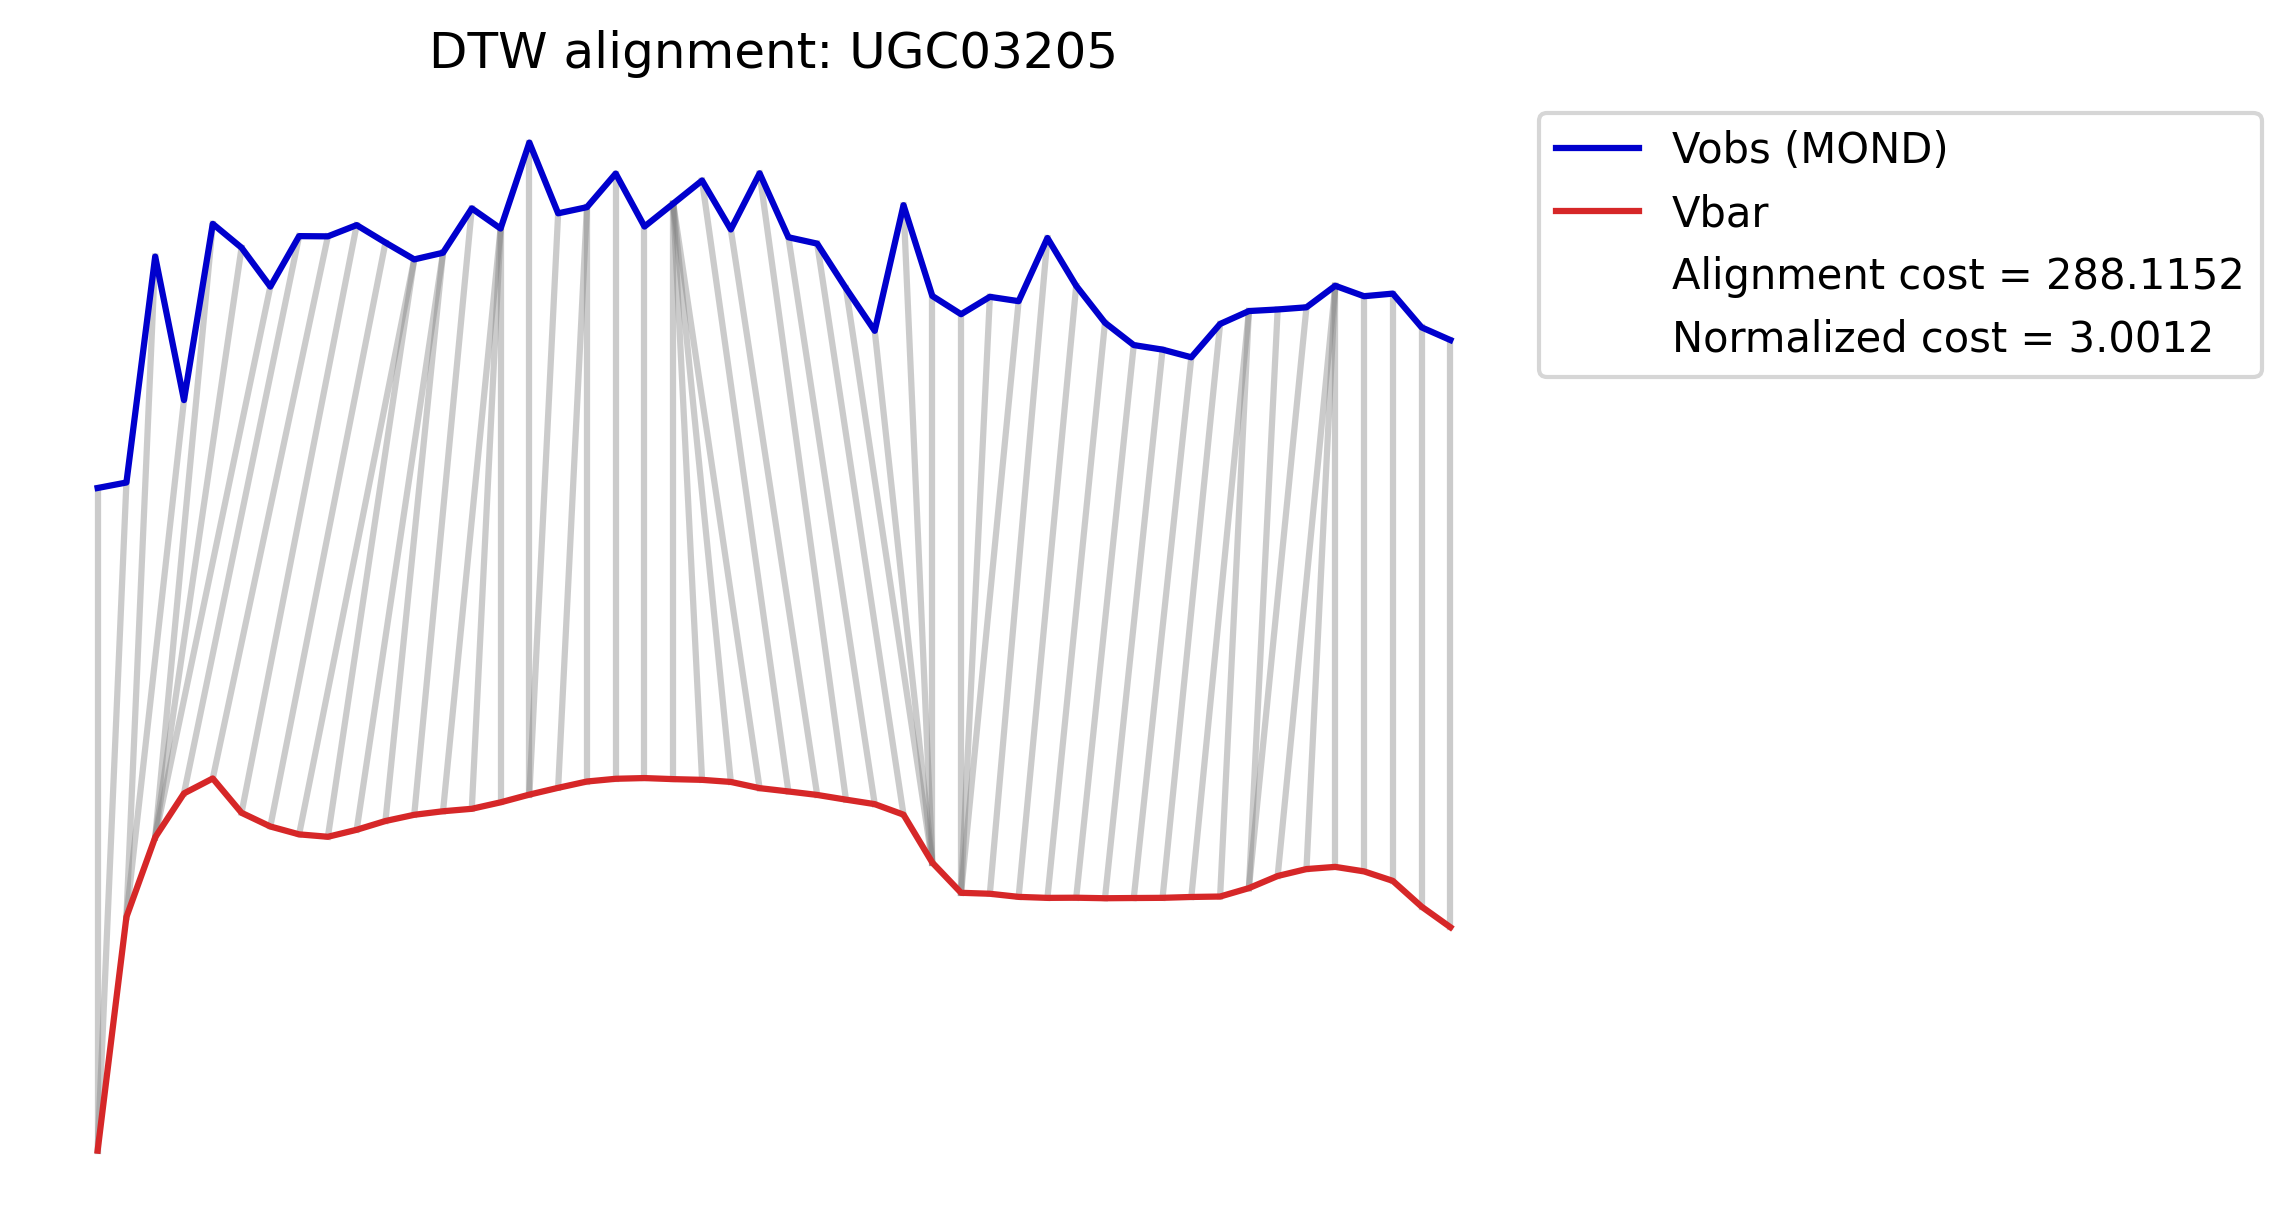 DTW alignment: UGC03205
Vobs (MOND)
Vbar
Alignment cost = 288.1152
Normalized cost = 3.0012